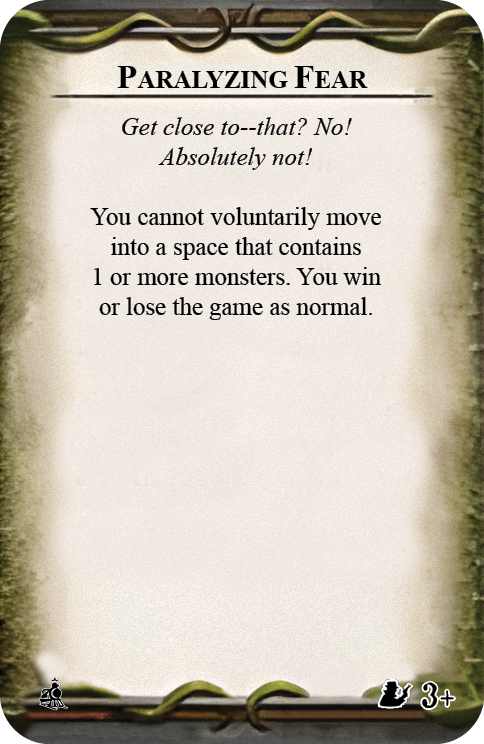 Paralyzing Fear
Get close to--that? No!
Absolutely not!
You cannot voluntarily move
into a space that contains
1 or more monsters. You win
or lose the game as normal.
3+